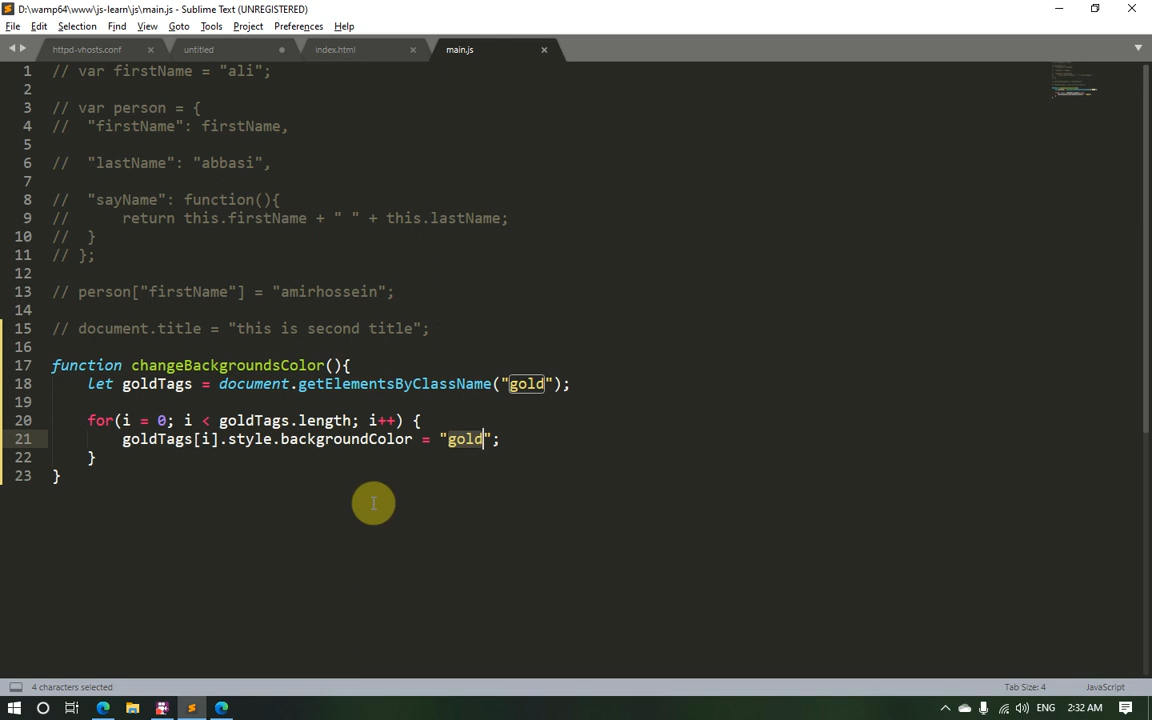 D:\wamp64\www\js-learn\js\main.js - Sublime Text (UNREGISTERED)
File Edit Selection Find View Goto Tools Project Preferences Help
httpd-vhosts.conf untitled index.html main.js
1 // var firstName = "ali";
2
3 // var person = {
4 //   "firstName": firstName,
5
6 //   "lastName": "abbasi",
7
8 //   "sayName": function(){
9 //       return this.firstName + " " + this.lastName;
10 //   }
11 // };
12
13 // person["firstName"] = "amirhossein";
14
15 // document.title = "this is second title";
16
17 function changeBackgroundsColor(){
18     let goldTags = document.getElementsByClassName("gold");
19
20     for(i = 0; i < goldTags.length; i++) {
21         goldTags[i].style.backgroundColor = "gold";
22     }
23 }
4 characters selected Tab Size: 4 JavaScript
ENG 2:32 AM